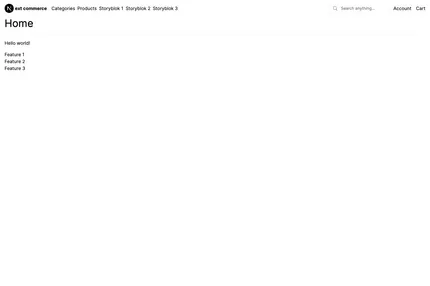 N ext commerce Categories Products Storyblok 1 Storyblok 2 Storyblok 3 Search anything... Account Cart
Home
Hello world!
Feature 1
Feature 2
Feature 3